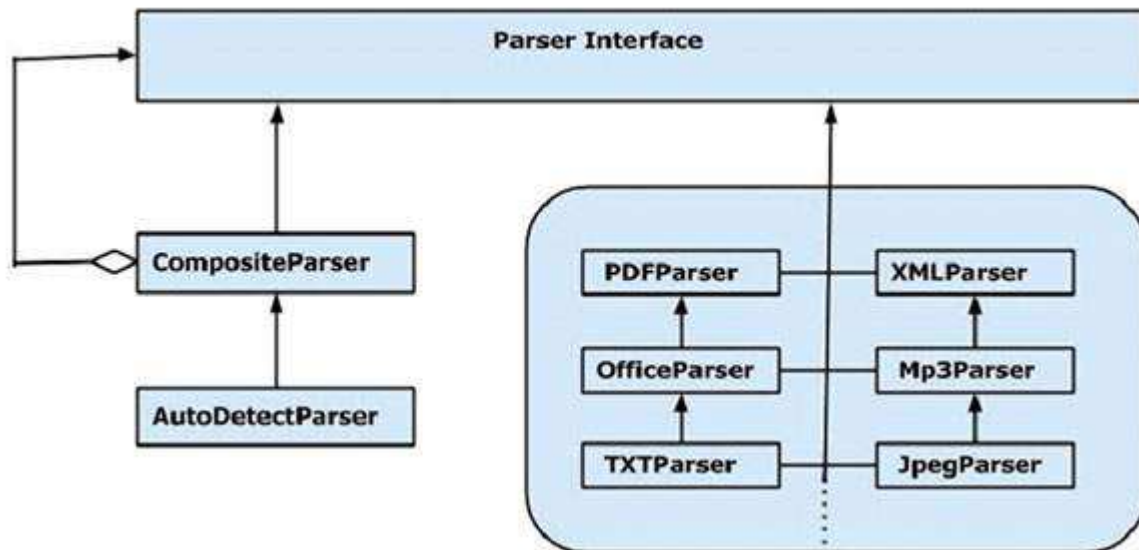 Parser Interface
CompositeParser
AutoDetectParser
PDFParser
XMLParser
OfficeParser
Mp3Parser
TXTParser
JpegParser